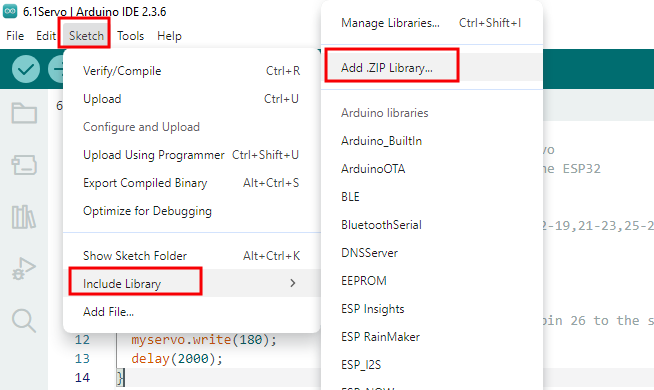 6.1Servo | Arduino IDE 2.3.6
File Edit Sketch Tools Help
Verify/Compile Ctrl+R
Upload Ctrl+U
Configure and Upload
Upload Using Programmer Ctrl+Shift+U
Export Compiled Binary Alt+Ctrl+S
Optimize for Debugging
Show Sketch Folder Alt+Ctrl+K
Include Library
Add File...
Manage Libraries... Ctrl+Shift+I
Add .ZIP Library...
Arduino libraries
Arduino_BuiltIn
ArduinoOTA
BLE
BluetoothSerial
DNSServer
EEPROM
ESP Insights
ESP RainMaker
ESP_I2S
ESP_NOW
6
vo
ne ESP32
2-19,21-23,25-2
pin 26 to the s
12 myservo.write(180);
13 delay(2000);
14 }